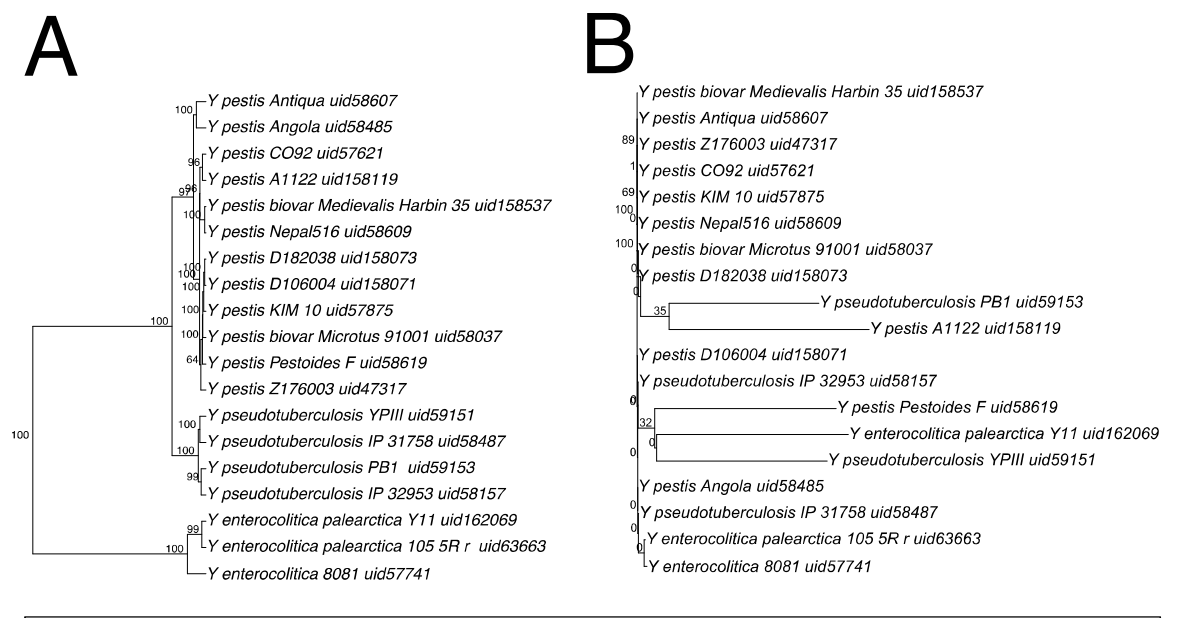 A
B
100
Y pestis Antiqua uid58607
Y pestis Angola uid58485
96
Y pestis CO92 uid57621
Y pestis A1122 uid158119
97
96
100
Y pestis biovar Medievalis Harbin 35 uid158537
Y pestis Nepal516 uid58609
Y pestis D182038 uid158073
100
100
100
Y pestis D106004 uid158071
100
Y pestis KIM 10 uid57875
100
Y pestis biovar Microtus 91001 uid58037
64
Y pestis Pestoides F uid58619
Y pestis Z176003 uid47317
100
100
Y pseudotuberculosis YPIII uid59151
100
Y pseudotuberculosis IP 31758 uid58487
99
Y pseudotuberculosis PB1 uid59153
Y pseudotuberculosis IP 32953 uid58157
100
99
Y enterocolitica palearctica Y11 uid162069
100
Y enterocolitica palearctica 105 5R r uid63663
Y enterocolitica 8081 uid57741
Y pestis biovar Medievalis Harbin 35 uid158537
Y pestis Antiqua uid58607
89
Y pestis Z176003 uid47317
1
Y pestis CO92 uid57621
69
Y pestis KIM 10 uid57875
100
0
Y pestis Nepal516 uid58609
100
Y pestis biovar Microtus 91001 uid58037
0
Y pestis D182038 uid158073
0
35
Y pseudotuberculosis PB1 uid59153
Y pestis A1122 uid158119
Y pestis D106004 uid158071
Y pseudotuberculosis IP 32953 uid58157
0
0
Y pestis Pestoides F uid58619
32
0
Y enterocolitica palearctica Y11 uid162069
0
Y pseudotuberculosis YPIII uid59151
Y pestis Angola uid58485
0
Y pseudotuberculosis IP 31758 uid58487
0
Y enterocolitica palearctica 105 5R r uid63663
0
Y enterocolitica 8081 uid57741